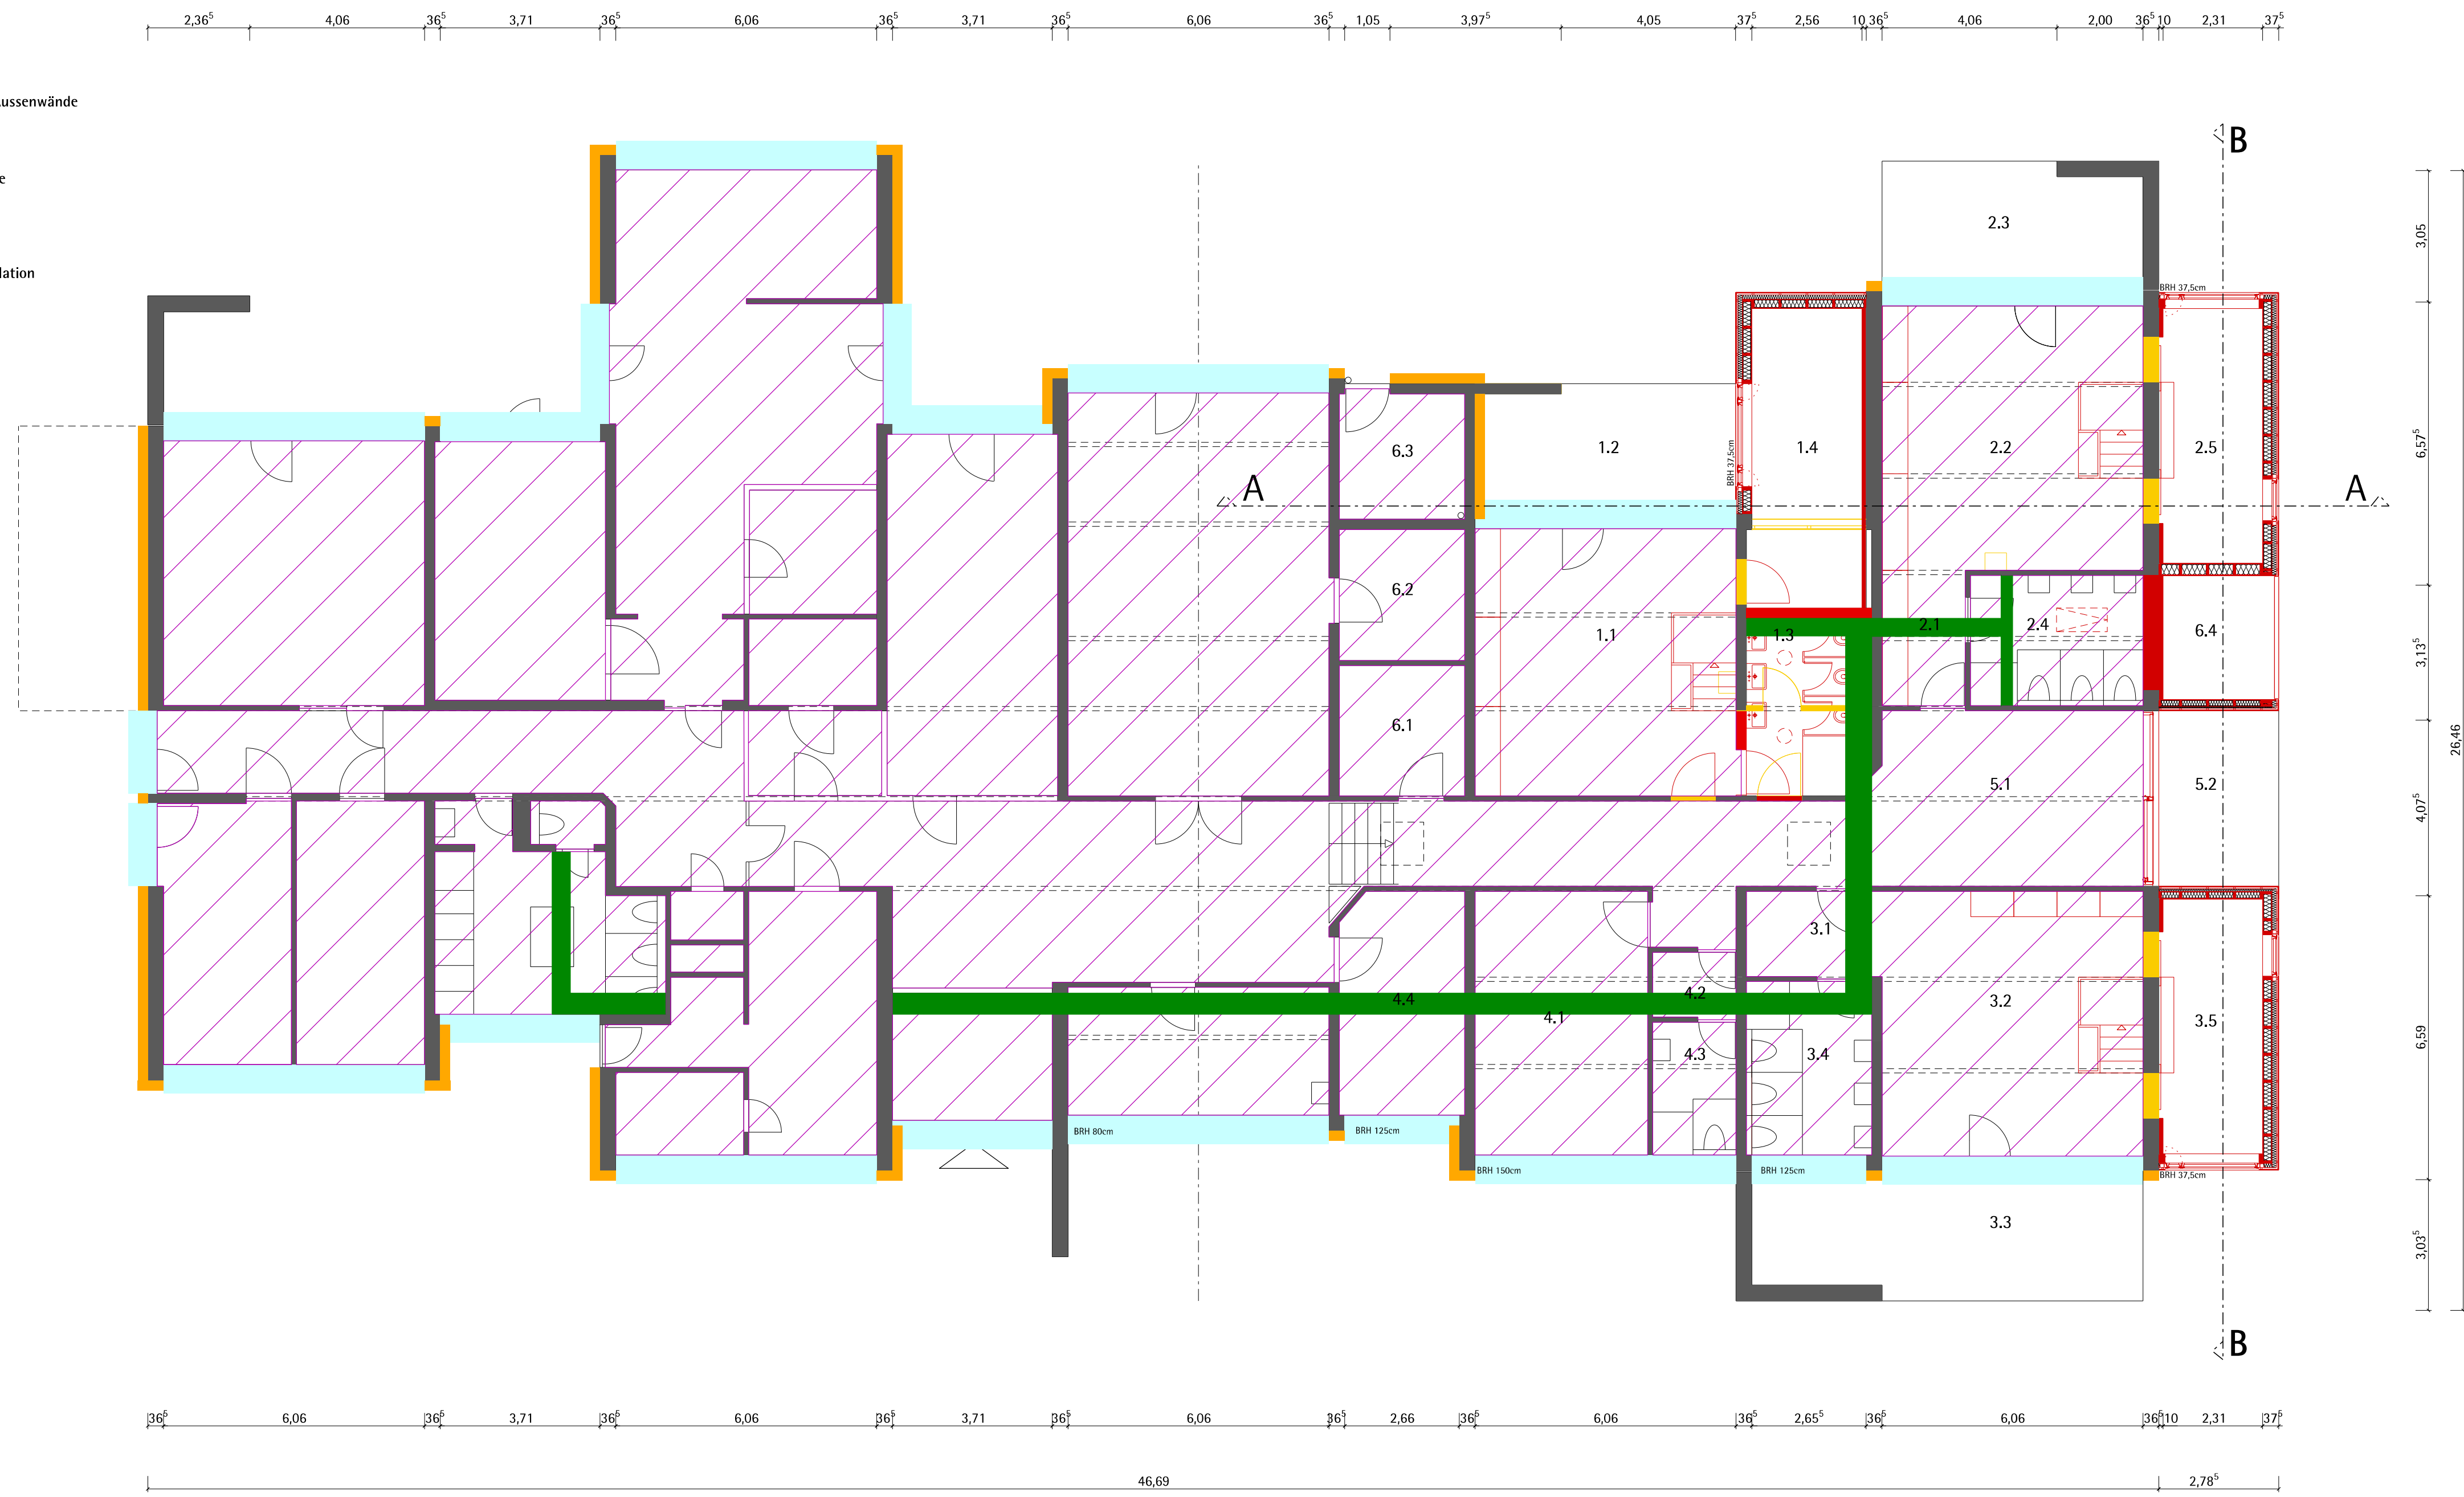 2,36⁵ 4,06 36⁵ 3,71 36⁵ 6,06 36⁵ 3,71 36⁵ 6,06 36⁵ 1,05 3,97⁵ 4,05 37⁵ 2,56 10 36⁵ 4,06 2,00 36⁵ 10 2,31 37⁵
ussenwände
B
e
2.3
3,05
lation
BRH 37,5cm
6.3
1.2
1.4
2.2
2.5
6,57⁵
BRH 37,5cm
A
A
6.2
1.1
1.3
2.1
2.4
6.4
3,13⁵
6.1
26,46
5.1
5.2
4,07⁵
3.1
4.4
4.2
4.1
3.2
3.5
4.3
3.4
6,59
BRH 80cm
BRH 125cm
BRH 150cm
BRH 125cm
BRH 37,5cm
3.3
3,03⁵
B
36⁵ 6,06 36⁵ 3,71 36⁵ 6,06 36⁵ 3,71 36⁵ 6,06 36⁵ 2,66 36⁵ 6,06 36⁵ 2,65⁵ 36⁵ 6,06 36⁵ 10 2,31 37⁵
46,69 2,78⁵